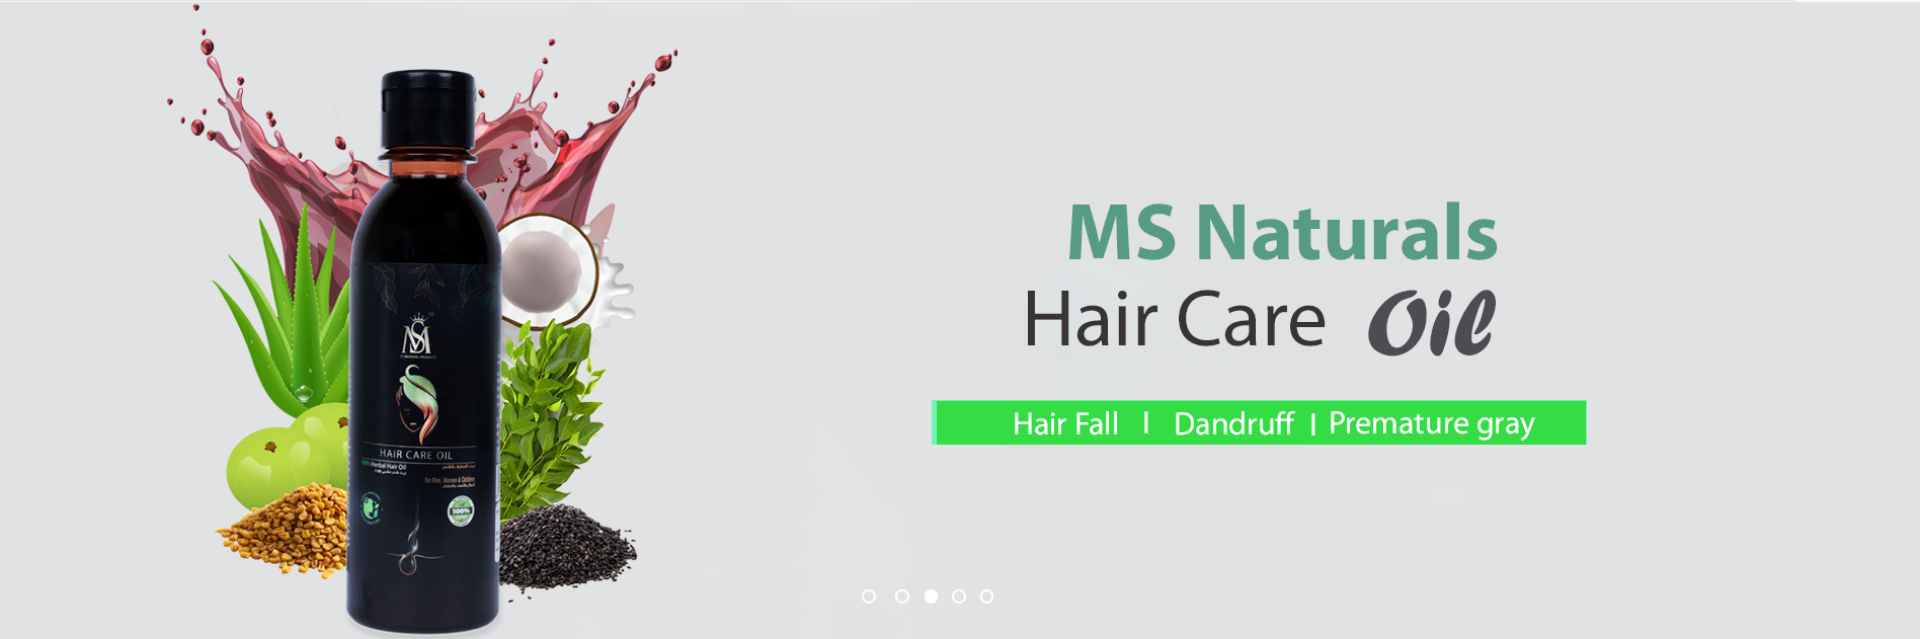 MS Naturals
Hair Care Oil
Hair Fall | Dandruff | Premature gray
MS
HAIR CARE OIL
100% Herbal Hair Oil
For Men, Women & Children
100%